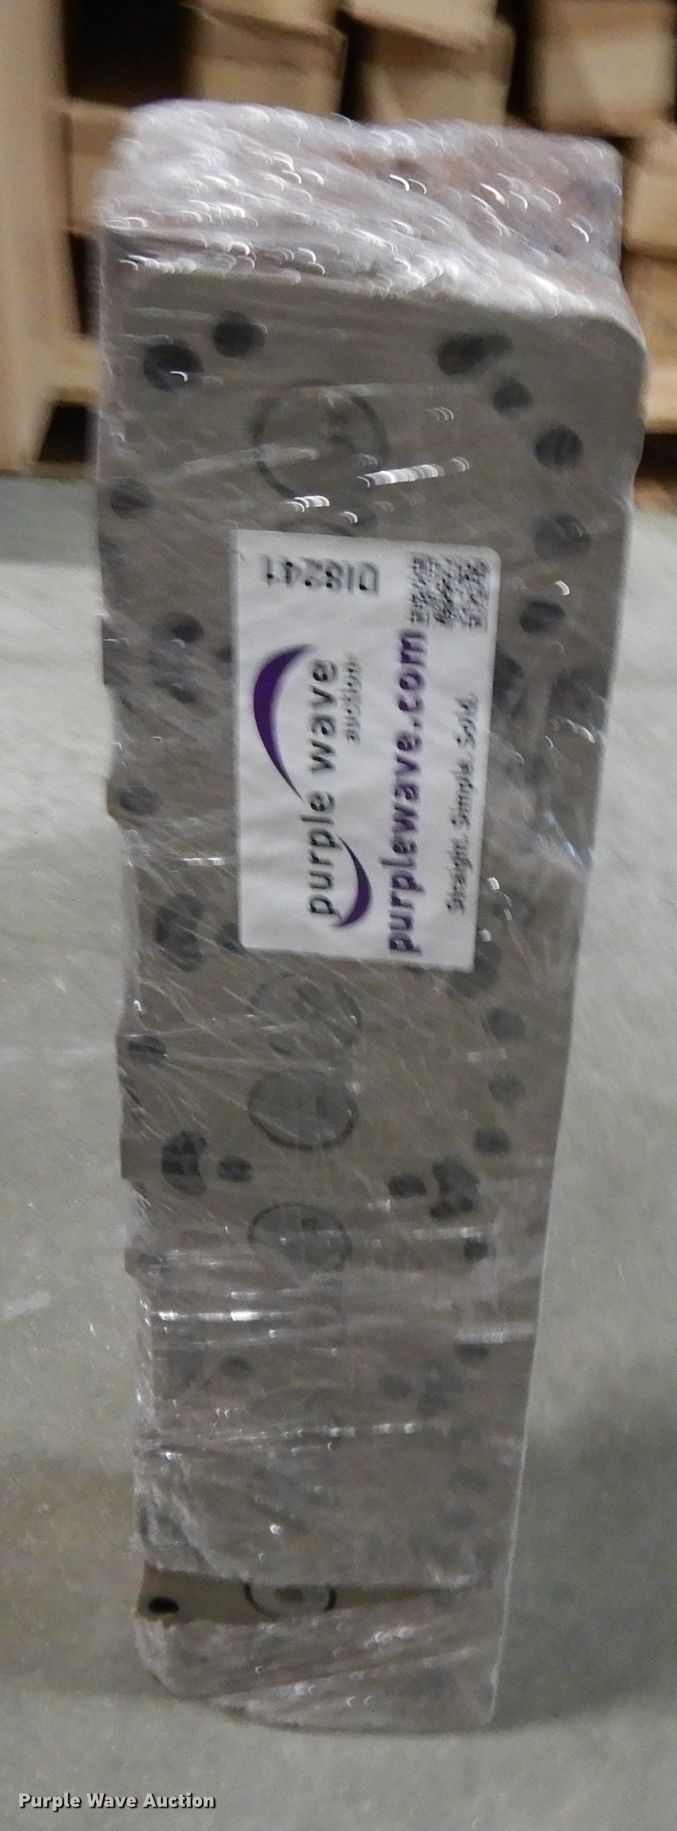 DI8241
purple wave
auction
purplewave.com
Straight. Simple. Sold.
Purple Wave Auction